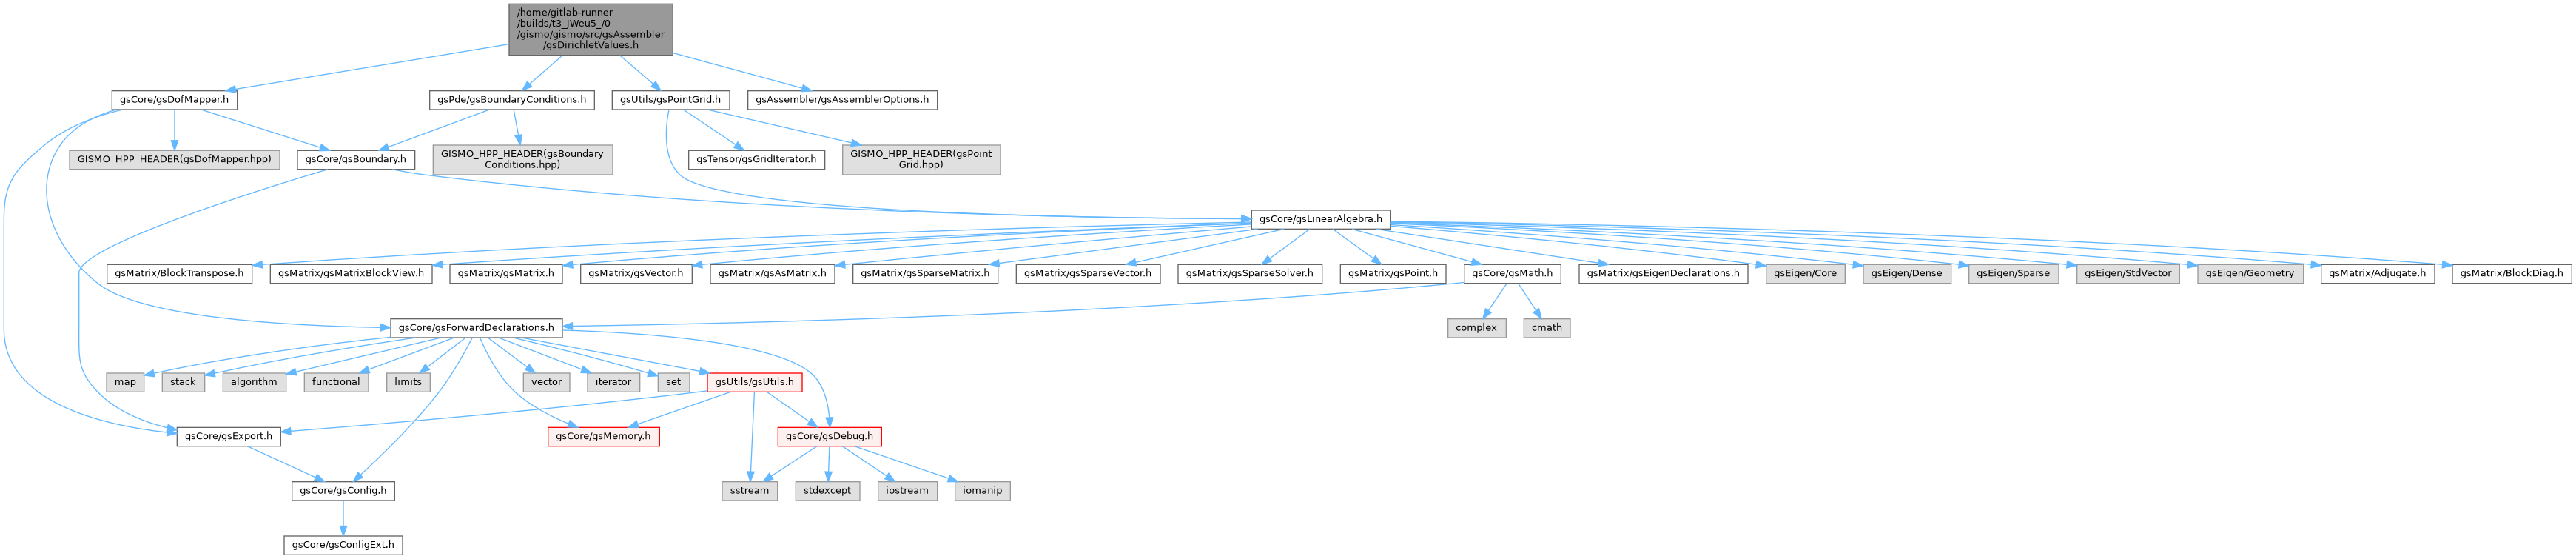 /home/gitlab-runner
/builds/t3_JWeu5_/0
/gismo/gismo/src/gsAssembler
/gsDirichletValues.h
gsCore/gsDofMapper.h
gsPde/gsBoundaryConditions.h
gsUtils/gsPointGrid.h
gsAssembler/gsAssemblerOptions.h
GISMO_HPP_HEADER(gsDofMapper.hpp)
gsCore/gsBoundary.h
GISMO_HPP_HEADER(gsBoundary
Conditions.hpp)
gsTensor/gsGridIterator.h
GISMO_HPP_HEADER(gsPoint
Grid.hpp)
gsCore/gsLinearAlgebra.h
gsMatrix/BlockTranspose.h
gsMatrix/gsMatrixBlockView.h
gsMatrix/gsMatrix.h
gsMatrix/gsVector.h
gsMatrix/gsAsMatrix.h
gsMatrix/gsSparseMatrix.h
gsMatrix/gsSparseVector.h
gsMatrix/gsSparseSolver.h
gsMatrix/gsPoint.h
gsCore/gsMath.h
gsMatrix/gsEigenDeclarations.h
gsEigen/Core
gsEigen/Dense
gsEigen/Sparse
gsEigen/StdVector
gsEigen/Geometry
gsMatrix/Adjugate.h
gsMatrix/BlockDiag.h
gsCore/gsForwardDeclarations.h
complex
cmath
map
stack
algorithm
functional
limits
vector
iterator
set
gsUtils/gsUtils.h
gsCore/gsExport.h
gsCore/gsMemory.h
gsCore/gsDebug.h
gsCore/gsConfig.h
sstream
stdexcept
iostream
iomanip
gsCore/gsConfigExt.h